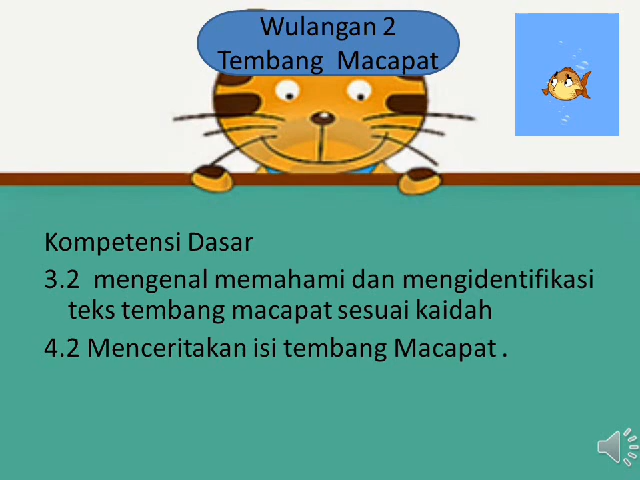 Wulangan 2
Tembang Macapat
Kompetensi Dasar
3.2 mengenal memahami dan mengidentifikasi
teks tembang macapat sesuai kaidah
4.2 Menceritakan isi tembang Macapat .